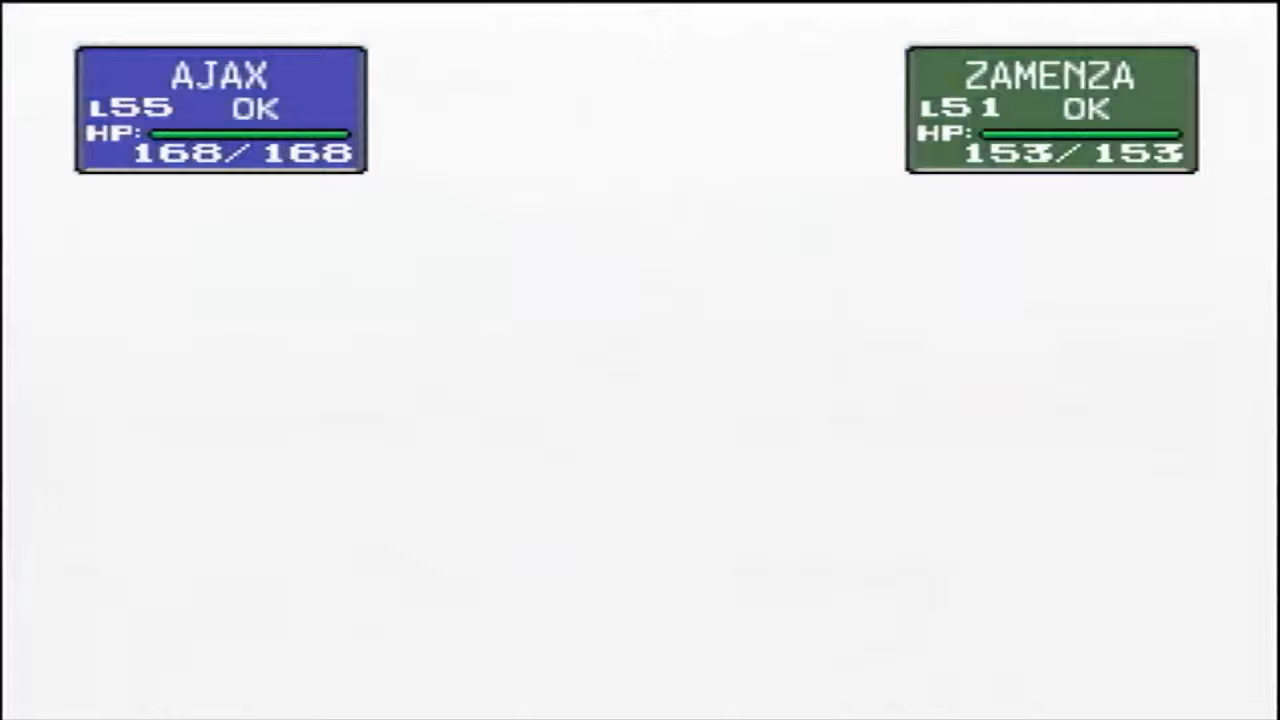 AJAX
L55 OK
HP:
168/168
ZAMENZA
L51 OK
HP:
153/153